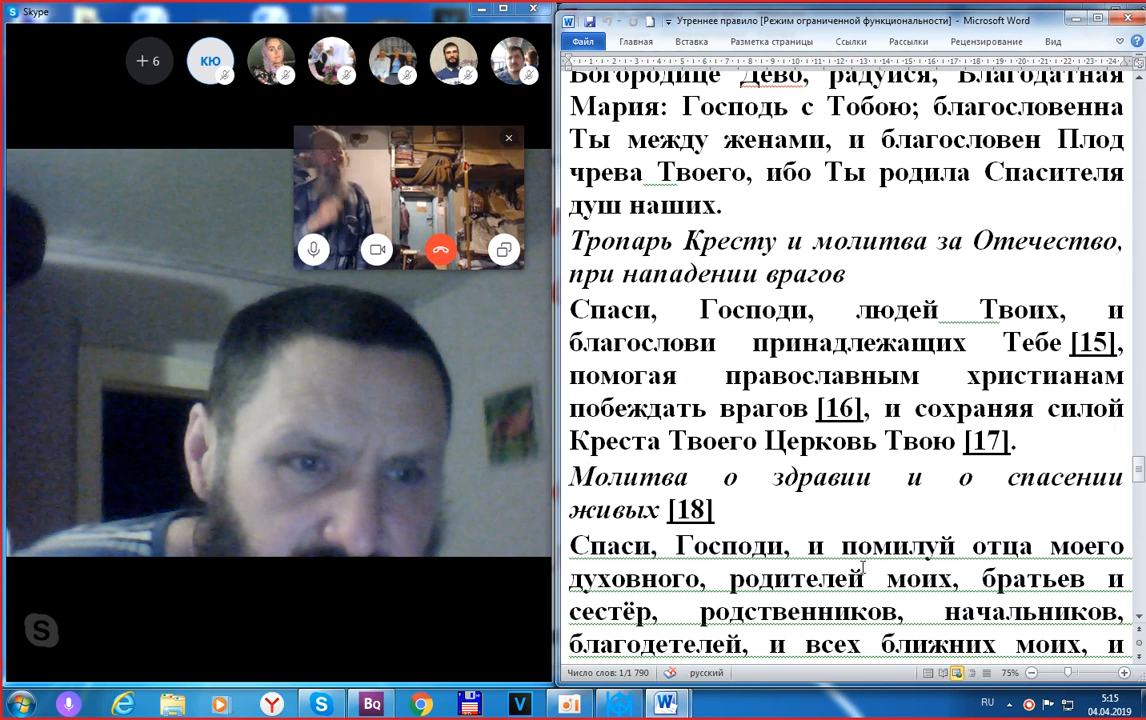 Skype
+ 6
КЮ
Утреннее правило [Режим ограниченной функциональности] - Microsoft Word
Файл Главная Вставка Разметка страницы Ссылки Рассылки Рецензирование Вид
Богородице Дево, радуйся, Благодатная
Мария: Господь с Тобою; благословенна
Ты между женами, и благословен Плод
чрева Твоего, ибо Ты родила Спасителя
душ наших.
Тропарь Кресту и молитва за Отечество,
при нападении врагов
Спаси, Господи, людей Твоих, и
благослови принадлежащих Тебе [15],
помогая православным христианам
побеждать врагов [16], и сохраняя силой
Креста Твоего Церковь Твою [17].
Молитва о здравии и о спасении
живых [18]
Спаси, Господи, и помилуй отца моего
духовного, родителей моих, братьев и
сестёр, родственников, начальников,
благодетелей, и всех ближних моих, и
Число слов: 1/1 790 русский 75%
RU 5:15
04.04.2019